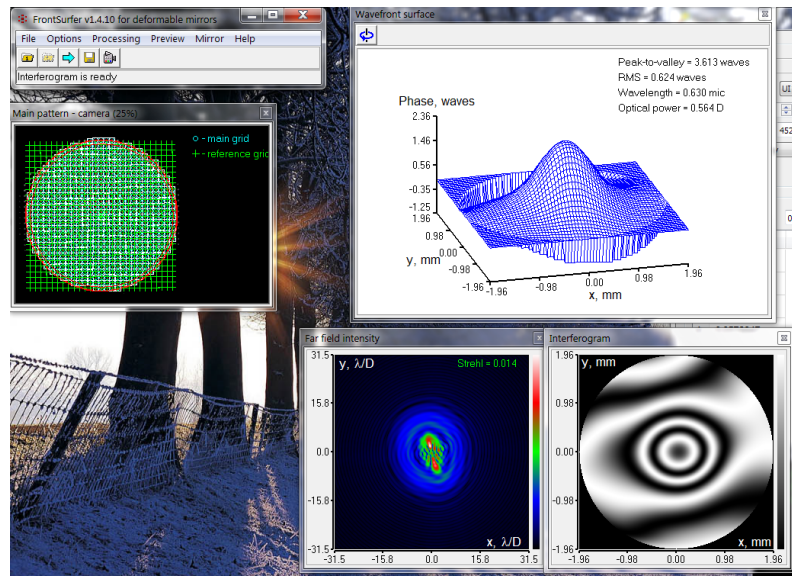 FrontSurfer v1.4.10 for deformable mirrors
File Options Processing Preview Mirror Help
Interferogram is ready
Main pattern - camera (25%)
o - main grid
+ - reference grid
Wavefront surface
Peak-to-valley = 3.613 waves
RMS = 0.624 waves
Wavelength = 0.630 mic
Optical power = 0.564 D
Phase, waves
2.36
1.46
0.56
-0.35
-1.25
1.96
0.98
0.00
-0.98
-1.96
y, mm
-1.96 -0.98 0.00 0.98 1.96
x, mm
UI
452
Far field intensity
31.5
15.8
0.0
-15.8
-31.5
y, λ/D
Strehl = 0.014
x, λ/D
-31.5 -15.8 0.0 15.8 31.5
Interferogram
1.96
0.98
0.00
-0.98
-1.96
y, mm
x, mm
-1.96 -0.98 0.00 0.98 1.96